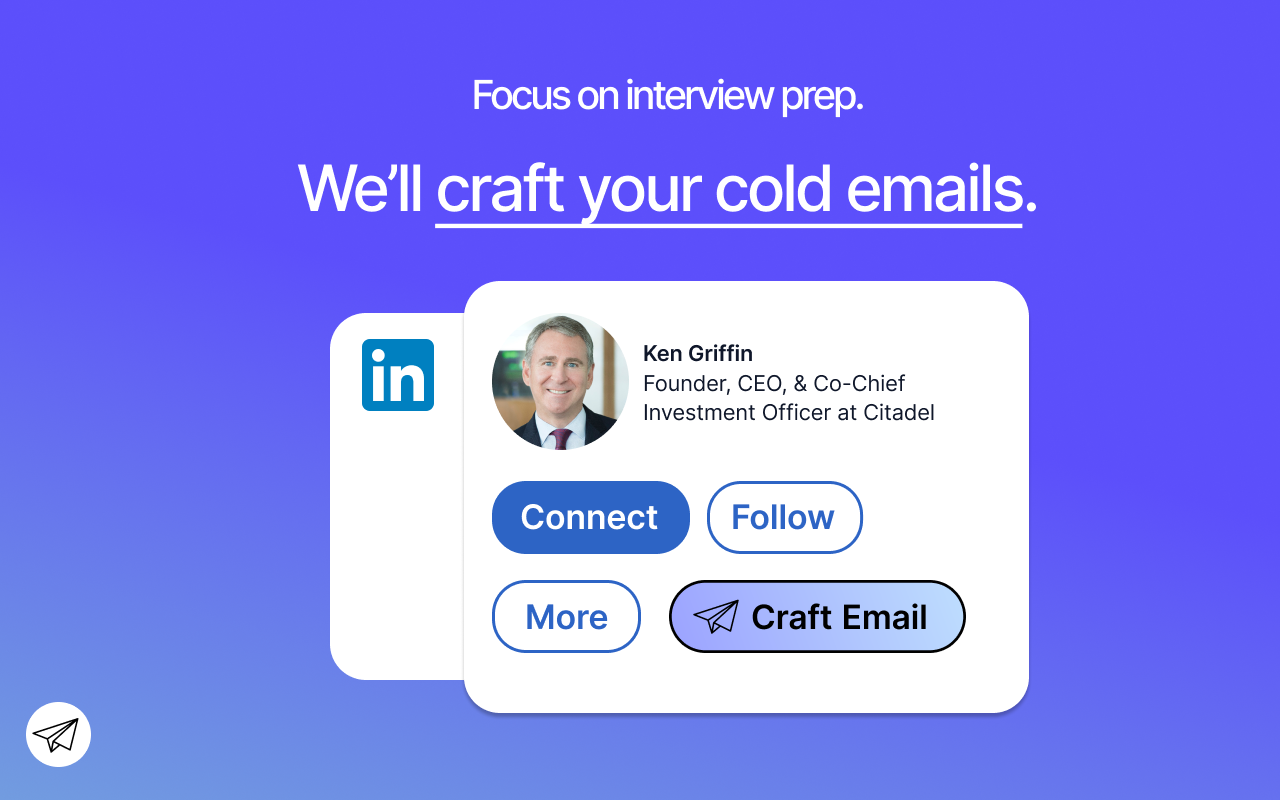 Focus on interview prep.
We’ll craft your cold emails.
in
Ken Griffin
Founder, CEO, & Co-Chief
Investment Officer at Citadel
Connect
Follow
More
Craft Email